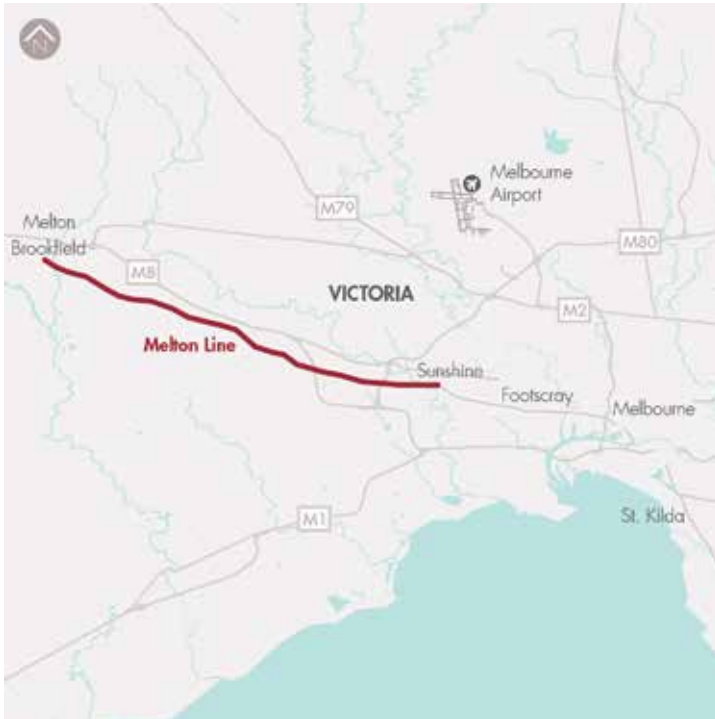 N
Melbourne
Airport
M79
Melton
Brookfield
M80
M8
VICTORIA
M2
Melton Line
Sunshine
Footscray
Melbourne
M1
St. Kilda